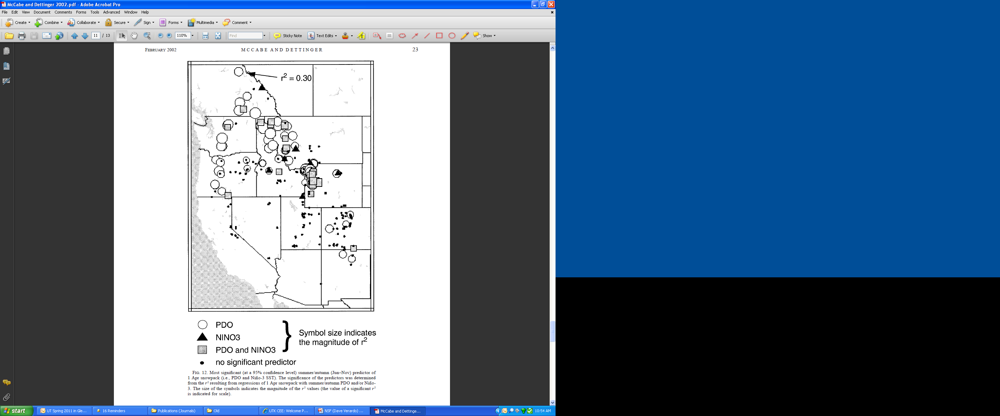 McCabe and Dettinger 2002.pdf - Adobe Acrobat Pro
File Edit View Document Comments Forms Tools Advanced Window Help
Create Combine Collaborate Secure Sign Forms Multimedia Comment
11 / 13 110% Find Sticky Note Text Edits Show
FEBRUARY 2002 MCCABE AND DETTINGER 23
r² = 0.30
PDO
NINO3
PDO and NINO3
no significant predictor
Symbol size indicates
the magnitude of r²
FIG. 12. Most significant (at a 95% confidence level) summer/autumn (Jun–Nov) predictor of
1 Apr snowpack (i.e., PDO and Niño-3 SST). The significance of the predictors was determined
from the r² resulting from regressions of 1 Apr snowpack with summer/autumn PDO and/or Niño-
3. The size of the symbols indicates the magnitude of the r² values (the value of a significant r²
is indicated for scale).
start UT Spring 2011 in Gle... 16 Reminders Publications (Journals) Old UTK CEE: Welcome P... NSF (Dave Verardo) ... McCabe and Dettinge... 10:54 AM